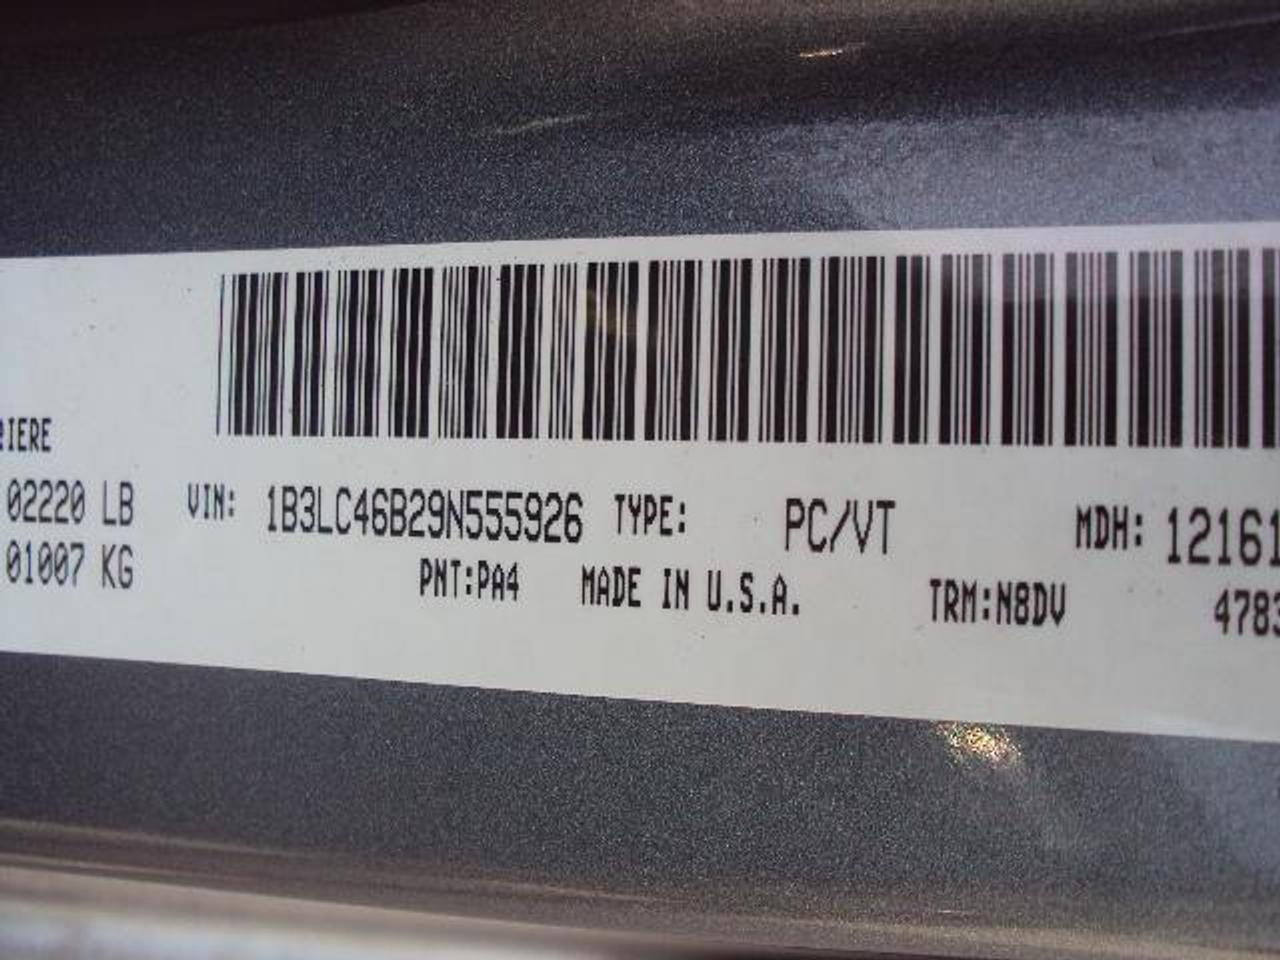 IERE
02220 LB VIN: 1B3LC46B29N555926 TYPE: PC/VT MDH: 12161
01007 KG PNT:PA4 MADE IN U.S.A. TRM:N8DV 4783